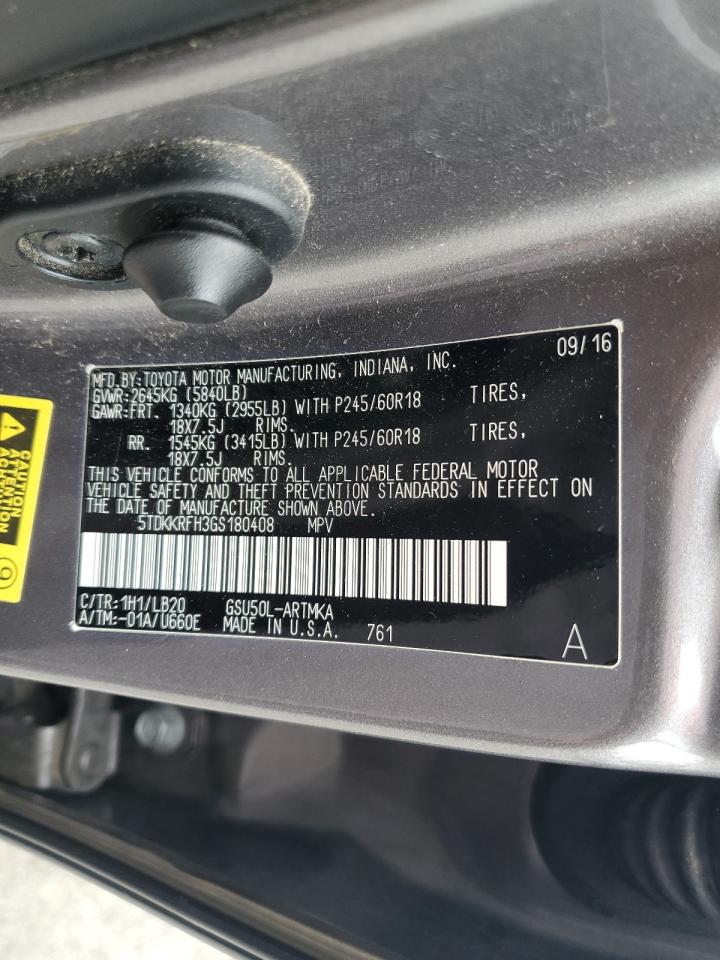 09/16
MFD.BY:TOYOTA MOTOR MANUFACTURING, INDIANA, INC.
GVWR:2645KG (5840LB)
GAWR:FRT. 1340KG (2955LB) WITH P245/60R18 TIRES,
18X7.5J RIMS.
RR. 1545KG (3415LB) WITH P245/60R18 TIRES,
18X7.5J RIMS.
THIS VEHICLE CONFORMS TO ALL APPLICABLE FEDERAL MOTOR
VEHICLE SAFETY AND THEFT PREVENTION STANDARDS IN EFFECT ON
THE DATE OF MANUFACTURE SHOWN ABOVE.
5TDKKRFH3GS180408 MPV
C/TR:1H1/LB20 GSU50L-ARTMKA
A/TM:-01A/U660E MADE IN U.S.A. 761
A
CAUTION
ATTENTION